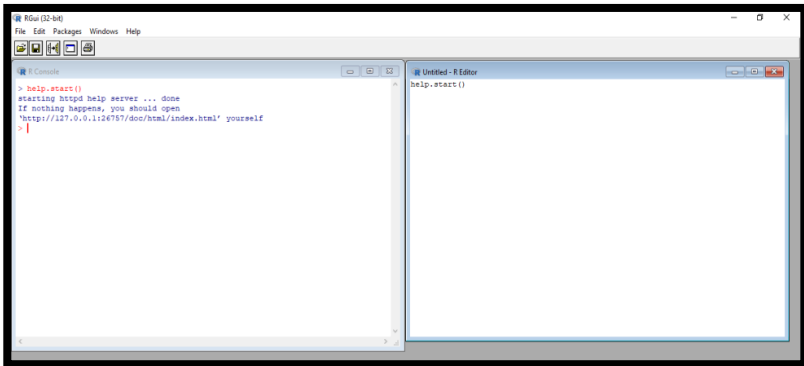 RGui (32-bit)
File Edit Packages Windows Help
R Console
> help.start()
starting httpd help server ... done
If nothing happens, you should open
‘http://127.0.0.1:26757/doc/html/index.html’ yourself
>
Untitled - R Editor
help.start()